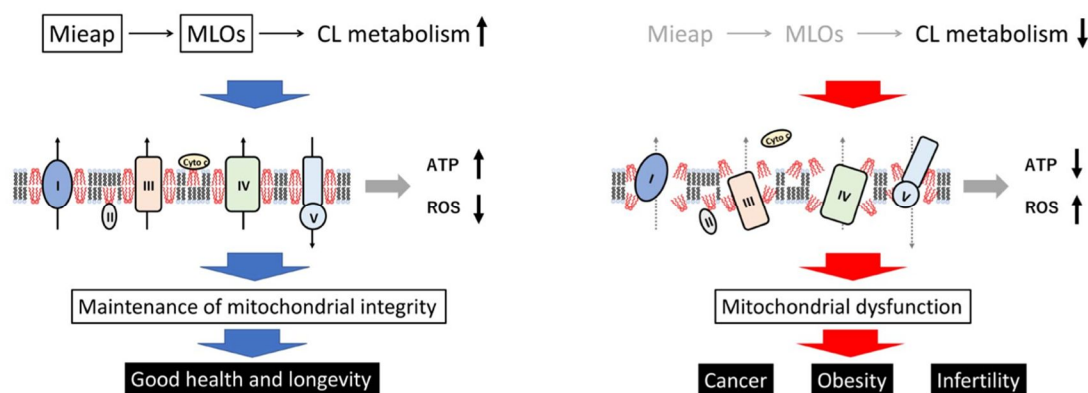 Mieap MLOs CL metabolism
Mieap MLOs CL metabolism
I II III Cyto c IV V
ATP
ROS
I II III Cyto c IV V
ATP
ROS
Maintenance of mitochondrial integrity
Mitochondrial dysfunction
Good health and longevity
Cancer Obesity Infertility